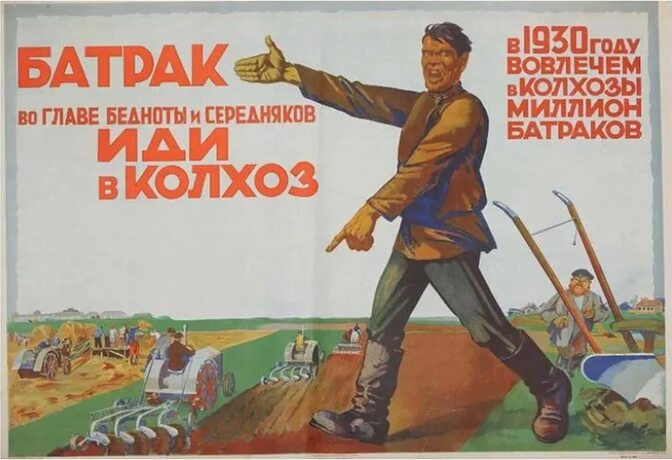 БАТРАК
ВО ГЛАВЕ БЕДНОТЫ И СЕРЕДНЯКОВ
ИДИ
В КОЛХОЗ
В 1930 ГОДУ
ВОВЛЕЧЕМ
В КОЛХОЗЫ
МИЛЛИОН
БАТРАКОВ